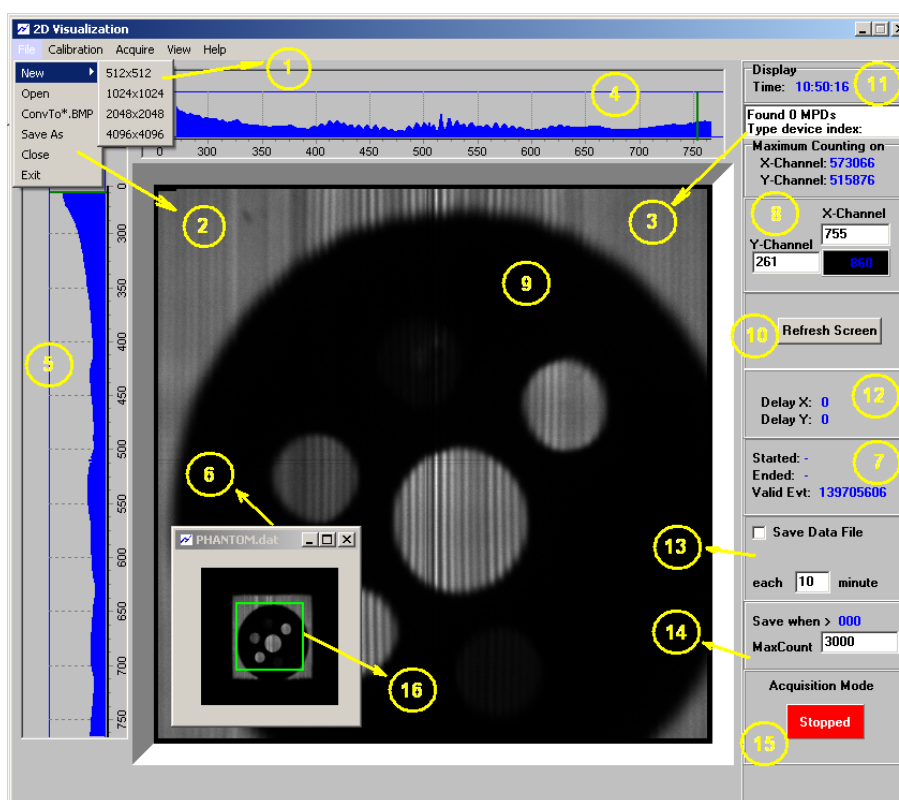 2D Visualization
File Calibration Acquire View Help
New 512x512
Open 1024x1024
ConvTo*.BMP 2048x2048
Save As 4096x4096
Close
Exit
1
2
3
4
5
6
7
8
9
10
11
12
13
14
15
16
0 300 350 400 450 500 550 600 650 700 750
0
300
350
400
450
500
550
600
650
700
750
PHANTOM.dat
Display
Time: 10:50:16
Found 0 MPDs
Type device index:
Maximum Counting on
X-Channel: 573066
Y-Channel: 515876
X-Channel
755
Y-Channel
261 860
Refresh Screen
Delay X: 0
Delay Y: 0
Started: -
Ended: -
Valid Evt: 139705606
Save Data File
each 10 minute
Save when > 000
MaxCount 3000
Acquisition Mode
Stopped